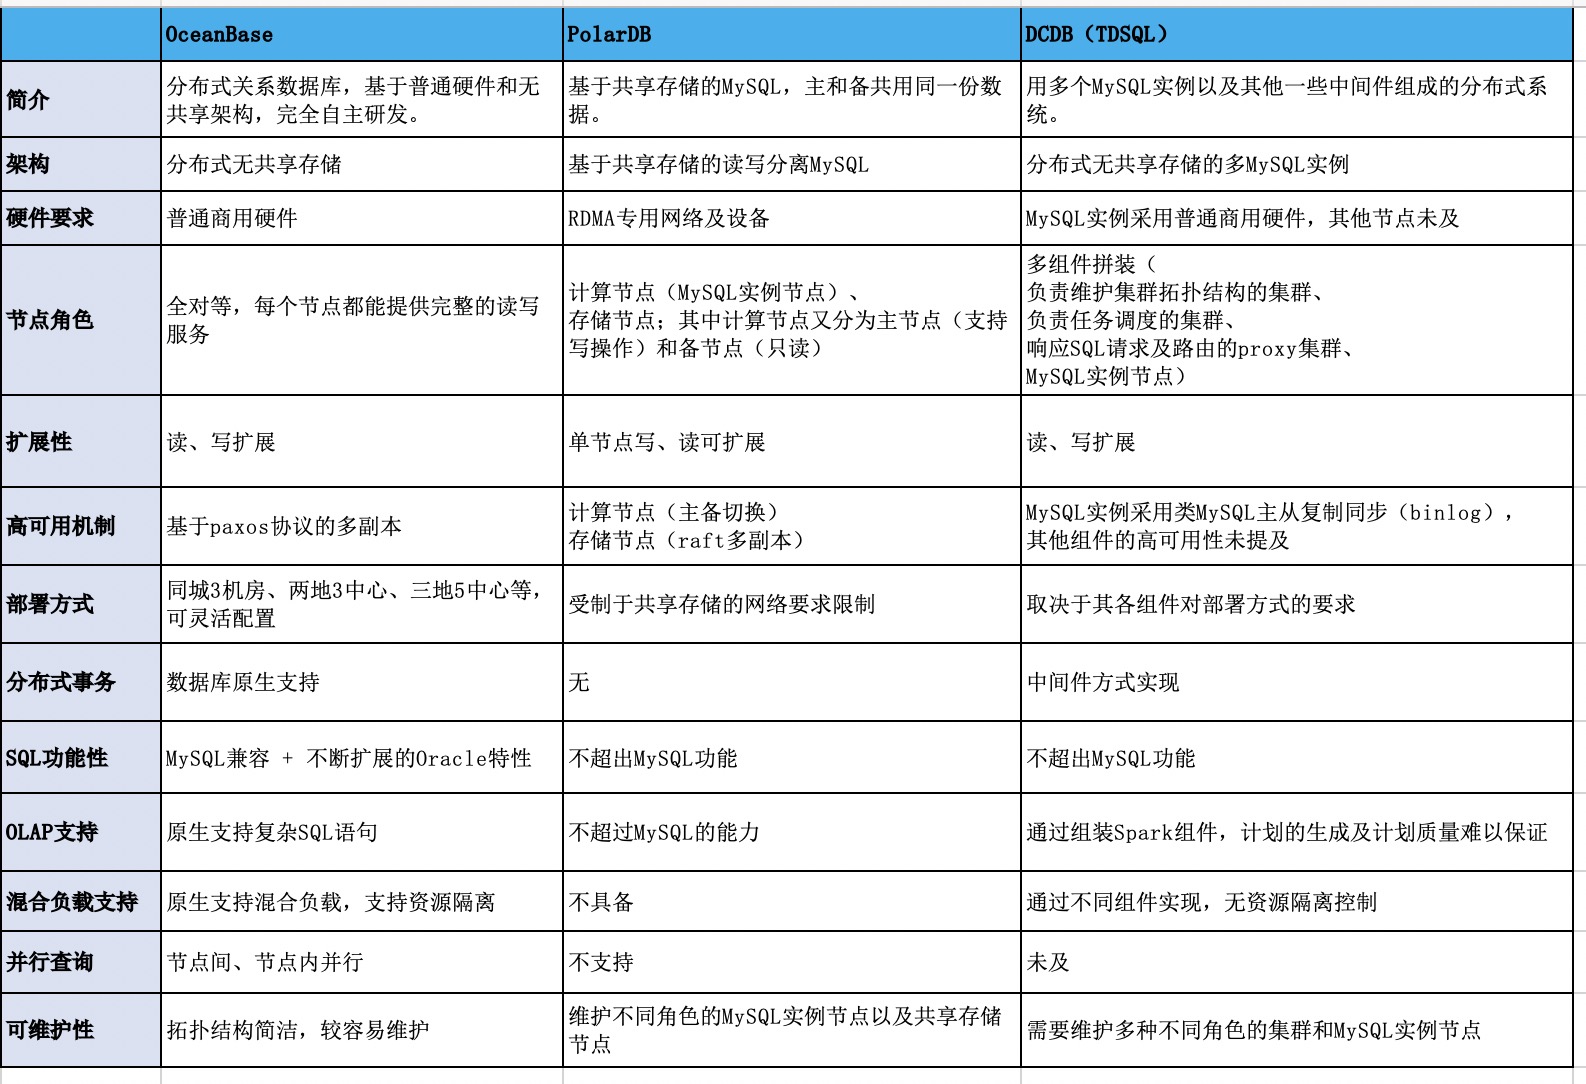 OceanBase
PolarDB
DCDB（TDSQL）
简介
分布式关系数据库，基于普通硬件和无
共享架构，完全自主研发。
基于共享存储的MySQL，主和备共用同一份数
据。
用多个MySQL实例以及其他一些中间件组成的分布式系
统。
架构
分布式无共享存储
基于共享存储的读写分离MySQL
分布式无共享存储的多MySQL实例
硬件要求
普通商用硬件
RDMA专用网络及设备
MySQL实例采用普通商用硬件，其他节点未及
节点角色
全对等，每个节点都能提供完整的读写
服务
计算节点（MySQL实例节点）、
存储节点；其中计算节点又分为主节点（支持
写操作）和备节点（只读）
多组件拼装（
负责维护集群拓扑结构的集群、
负责任务调度的集群、
响应SQL请求及路由的proxy集群、
MySQL实例节点）
扩展性
读、写扩展
单节点写、读可扩展
读、写扩展
高可用机制
基于paxos协议的多副本
计算节点（主备切换）
存储节点（raft多副本）
MySQL实例采用类MySQL主从复制同步（binlog），
其他组件的高可用性未提及
部署方式
同城3机房、两地3中心、三地5中心等，
可灵活配置
受制于共享存储的网络要求限制
取决于其各组件对部署方式的要求
分布式事务
数据库原生支持
无
中间件方式实现
SQL功能性
MySQL兼容 + 不断扩展的Oracle特性
不超出MySQL功能
不超出MySQL功能
OLAP支持
原生支持复杂SQL语句
不超过MySQL的能力
通过组装Spark组件，计划的生成及计划质量难以保证
混合负载支持
原生支持混合负载，支持资源隔离
不具备
通过不同组件实现，无资源隔离控制
并行查询
节点间、节点内并行
不支持
未及
可维护性
拓扑结构简洁，较容易维护
维护不同角色的MySQL实例节点以及共享存储
节点
需要维护多种不同角色的集群和MySQL实例节点